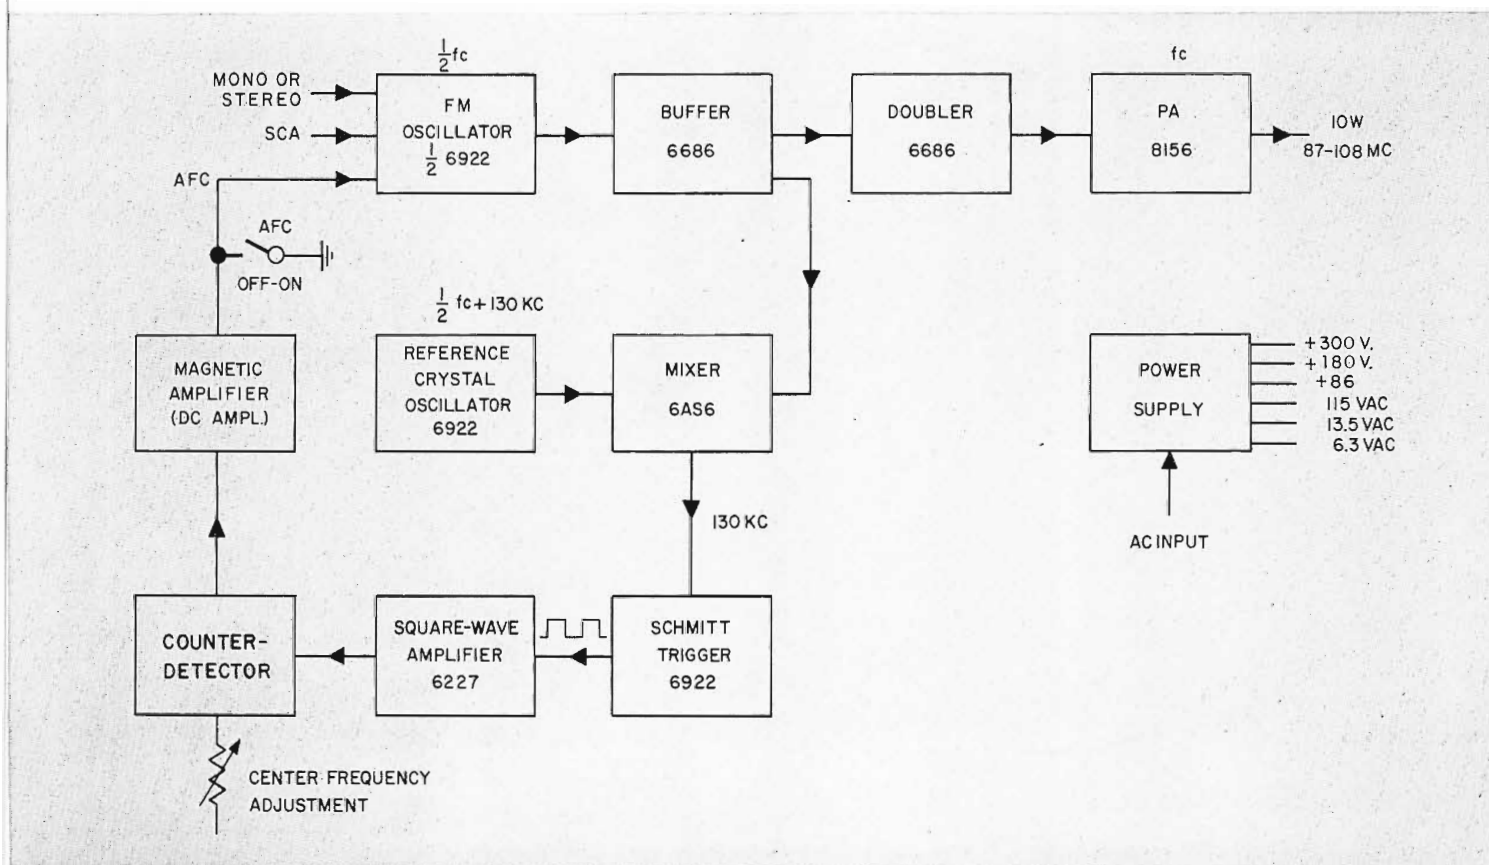 1/2 fc
MONO OR
STEREO
SCA
AFC
FM
OSCILLATOR
1/2 6922
BUFFER
6686
DOUBLER
6686
fc
PA
8156
10W
87-108 MC
AFC
OFF-ON
MAGNETIC
AMPLIFIER
(DC AMPL.)
1/2 fc + 130 KC
REFERENCE
CRYSTAL
OSCILLATOR
6922
MIXER
6AS6
POWER
SUPPLY
+300 V.
+180 V.
+86
115 VAC
13.5 VAC
6.3 VAC
AC INPUT
130 KC
COUNTER-
DETECTOR
SQUARE-WAVE
AMPLIFIER
6227
SCHMITT
TRIGGER
6922
CENTER FREQUENCY
ADJUSTMENT